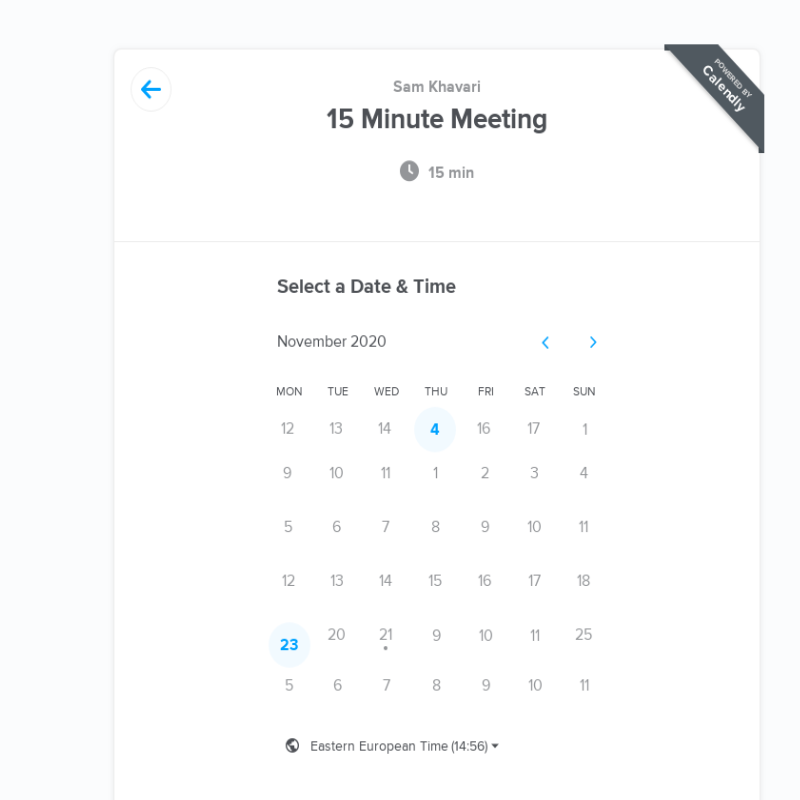 POWERED BY
Calendly
Sam Khavari
15 Minute Meeting
15 min
Select a Date & Time
November 2020
MON TUE WED THU FRI SAT SUN
12 13 14 4 16 17 1
9 10 11 1 2 3 4
5 6 7 8 9 10 11
12 13 14 15 16 17 18
23 20 21 9 10 11 25
5 6 7 8 9 10 11
Eastern European Time (14:56)